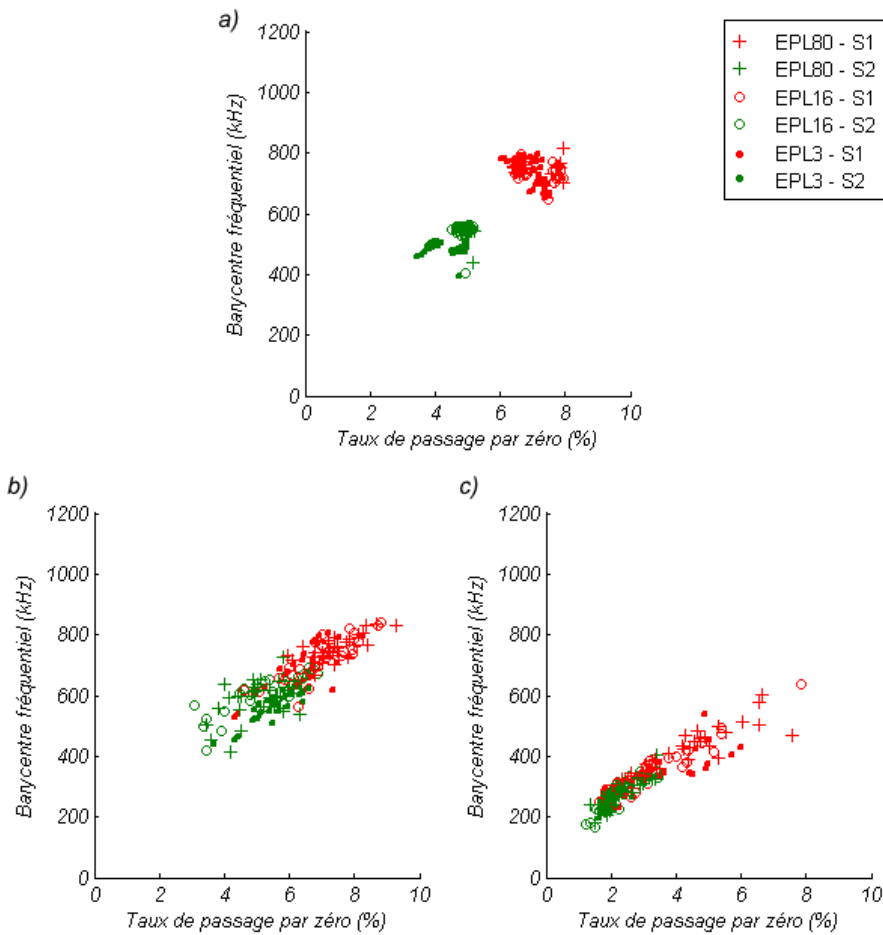 a)
1200
1000
800
600
400
200
0
Barycentre fréquentiel (kHz)
0 2 4 6 8 10
Taux de passage par zéro (%)
EPL80 - S1
EPL80 - S2
EPL16 - S1
EPL16 - S2
EPL3 - S1
EPL3 - S2
b)
1200
1000
800
600
400
200
0
Barycentre fréquentiel (kHz)
0 2 4 6 8 10
Taux de passage par zéro (%)
c)
1200
1000
800
600
400
200
0
Barycentre fréquentiel (kHz)
0 2 4 6 8 10
Taux de passage par zéro (%)